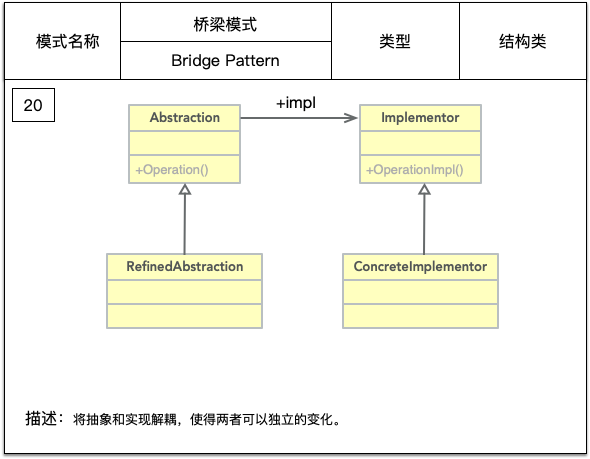 模式名称
桥梁模式
Bridge Pattern
类型
结构类
20
+impl
Abstraction
+Operation()
Implementor
+OperationImpl()
RefinedAbstraction
ConcreteImplementor
描述：将抽象和实现解耦，使得两者可以独立的变化。